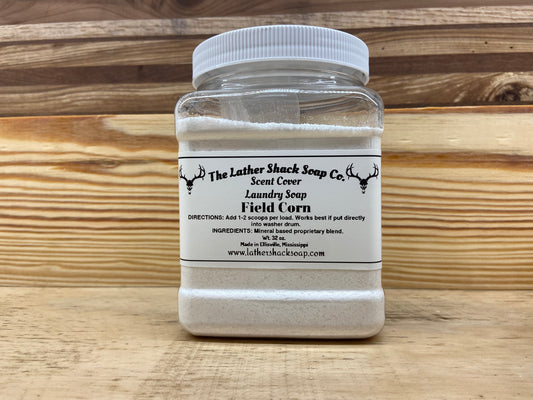 The Lather Shack Soap Co.
Scent Cover
Laundry Soap
Field Corn
DIRECTIONS: Add 1-2 scoops per load. Works best if put directly
into washer drum.
INGREDIENTS: Mineral based proprietary blend.
Wt. 32 oz.
Made in Ellisville, Mississippi
www.lathershacksoap.com